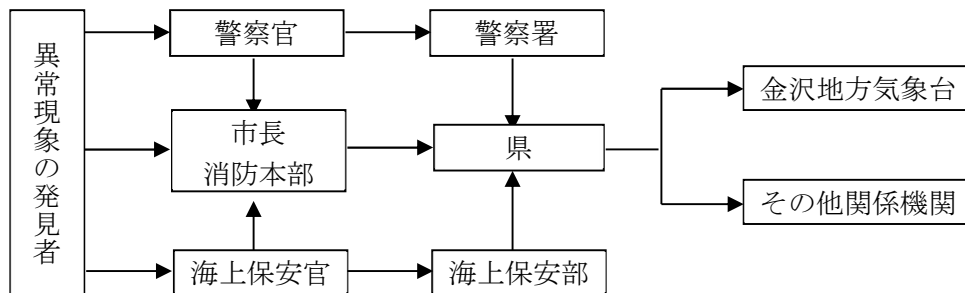 異常現象の発見者
警察官
警察署
市長
消防本部
県
金沢地方気象台
その他関係機関
海上保安官
海上保安部